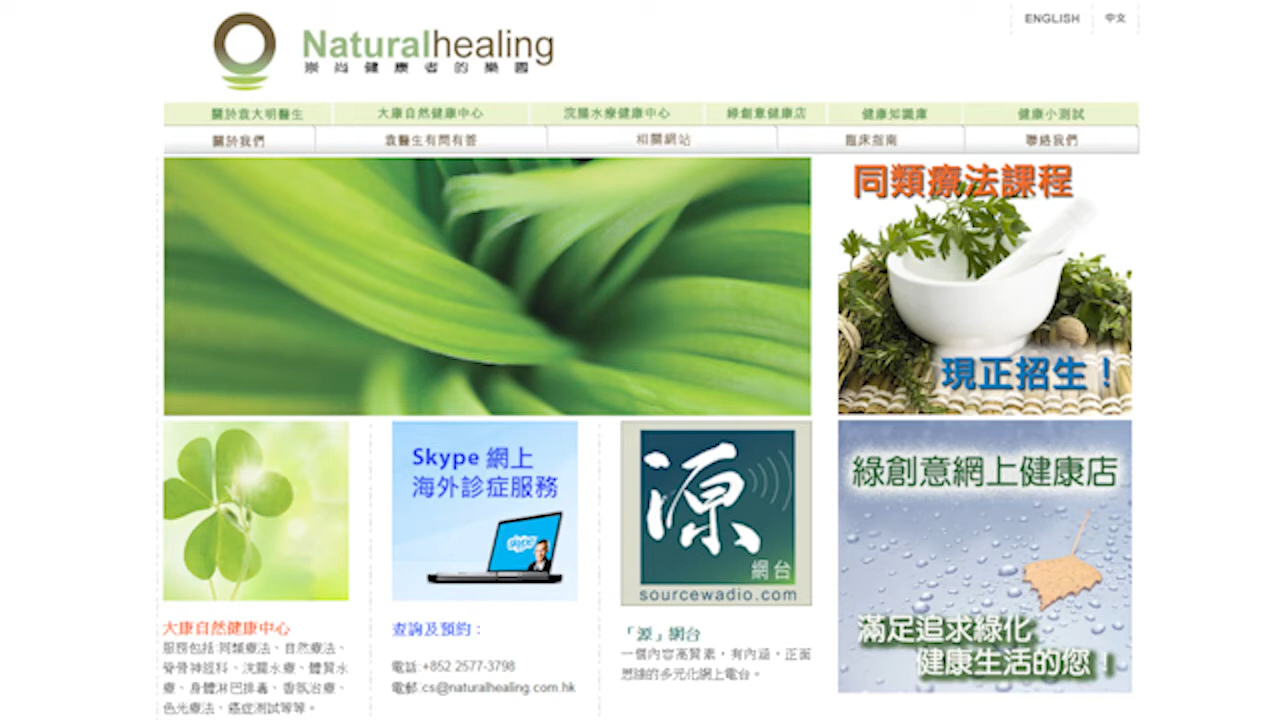 ENGLISH
中文
Naturalhealing
崇尚健康者的樂園
關於袁大明醫生
大康自然健康中心
浣腸水療健康中心
綠創意健康店
健康知識庫
健康小測試
關於我們
袁醫生有問有答
相關網站
臨床指南
聯絡我們
同類療法課程
現正招生！
Skype 網上
海外診症服務
skype
源
網台
sourcewadio.com
綠創意網上健康店
滿足追求綠化
健康生活的您！
大康自然健康中心
服務包括:同類療法、自然療法、
脊骨神經科、浣腸水療、體質水
療、身體淋巴排毒、香氛治療、
色光療法、癌症測試等等。
查詢及預約：
電話:+852 2577-3798
電郵:cs@naturalhealing.com.hk
「源」網台
一個內容高質素，有內涵，正面
思維的多元化網上電台。